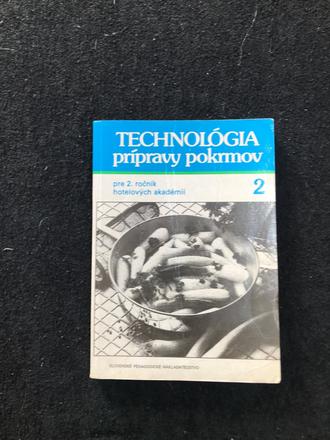 TECHNOLÓGIA
prípravy pokrmov
pre 2. ročník
hotelových akadémií
2
SLOVENSKÉ PEDAGOGICKÉ NAKLADATEĽSTVO